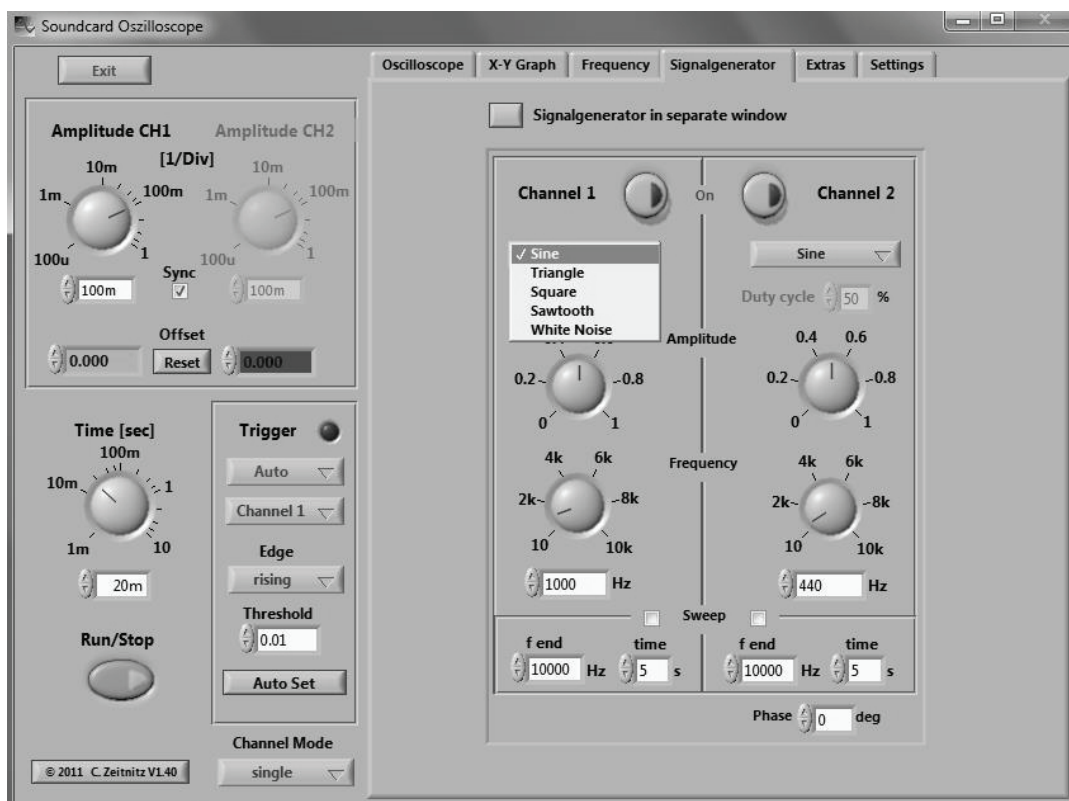 Soundcard Oszilloscope
Exit
Amplitude CH1 Amplitude CH2
[1/Div]
10m 10m
1m 100m 1m 100m
100u 1 100u 1
Sync
100m 100m
Offset
0.000 Reset 0.000
Time [sec]
100m
10m 1
1m 10
20m
Run/Stop
© 2011 C. Zeitnitz V1.40
Trigger
Auto
Channel 1
Edge
rising
Threshold
0.01
Auto Set
Channel Mode
single
Oscilloscope X-Y Graph Frequency Signalgenerator Extras Settings
Signalgenerator in separate window
Channel 1 On Channel 2
✓ Sine
Triangle
Square
Sawtooth
White Noise
Sine
Duty cycle 50 %
Amplitude
0.4 0.6
0.2 0.8 0.2 0.8
0 1 0 1
Frequency
4k 6k 4k 6k
2k 8k 2k 8k
10 10k 10 10k
1000 Hz 440 Hz
Sweep
f end time f end time
10000 Hz 5 s 10000 Hz 5 s
Phase 0 deg